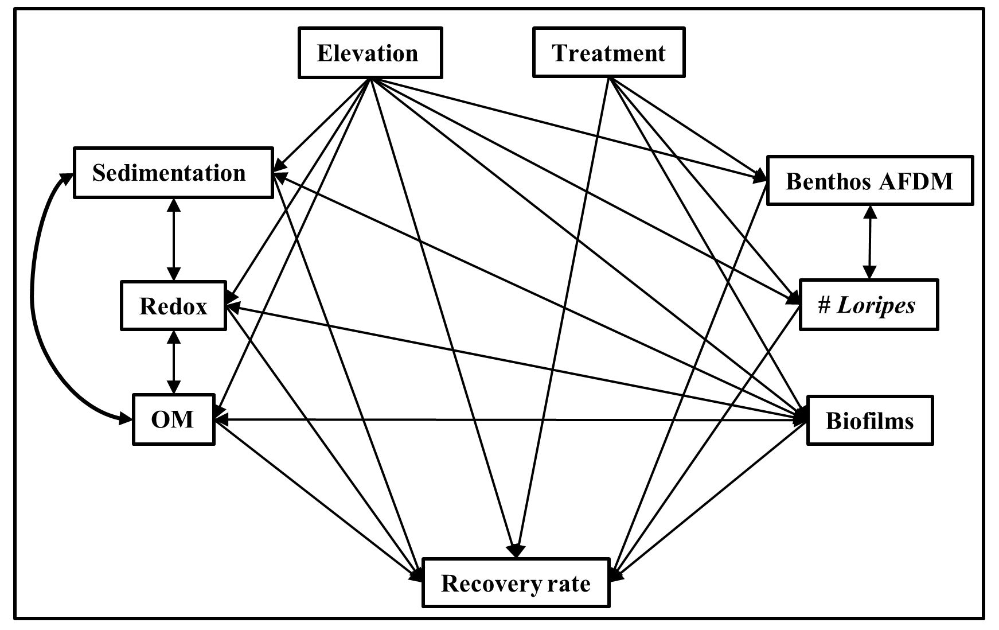 Elevation
Treatment
Sedimentation
Benthos AFDM
Redox
# Loripes
OM
Biofilms
Recovery rate